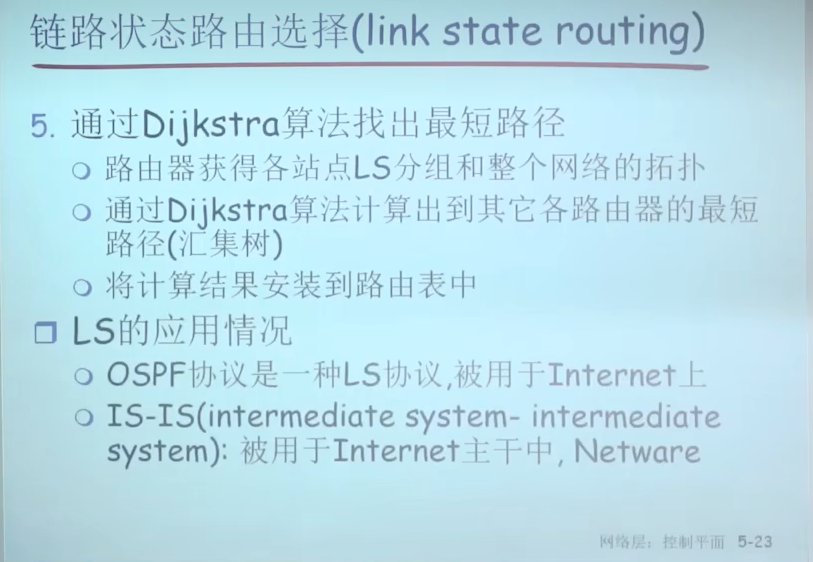 链路状态路由选择(link state routing)
5. 通过Dijkstra算法找出最短路径
路由器获得各站点LS分组和整个网络的拓扑
通过Dijkstra算法计算出到其它各路由器的最短
路径(汇集树)
将计算结果安装到路由表中
LS的应用情况
OSPF协议是一种LS协议,被用于Internet上
IS-IS(intermediate system- intermediate
system): 被用于Internet主干中, Netware
网络层: 控制平面 5-23